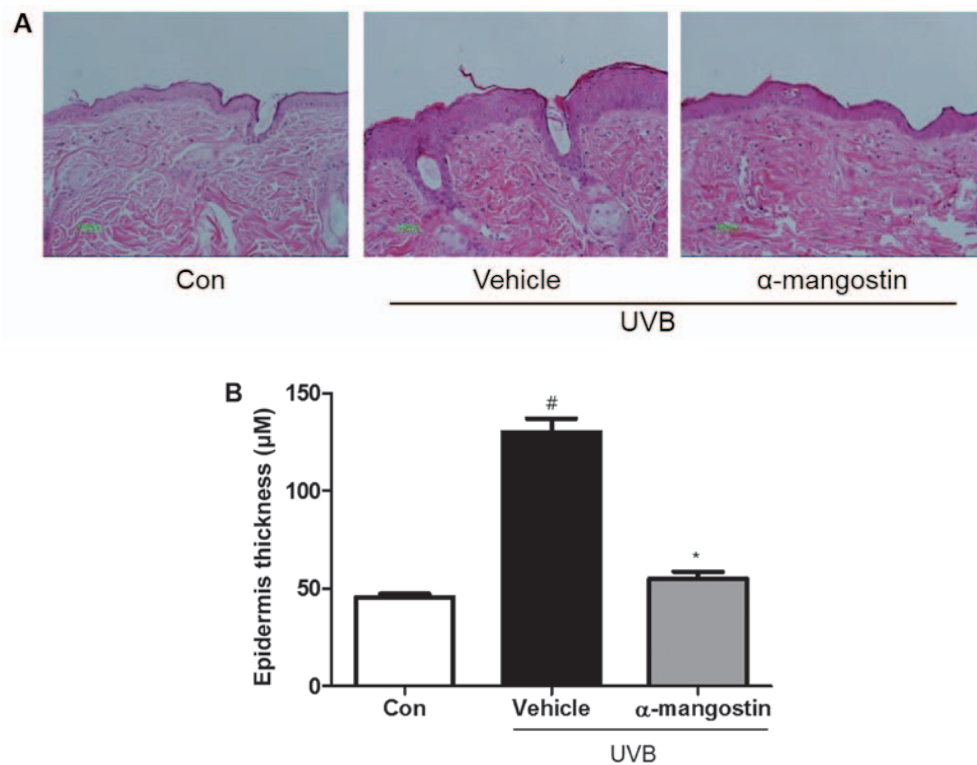 A
Con Vehicle α-mangostin
UVB
B
Epidermis thickness (µM)
150
#
100
*
50
0
Con Vehicle α-mangostin
UVB